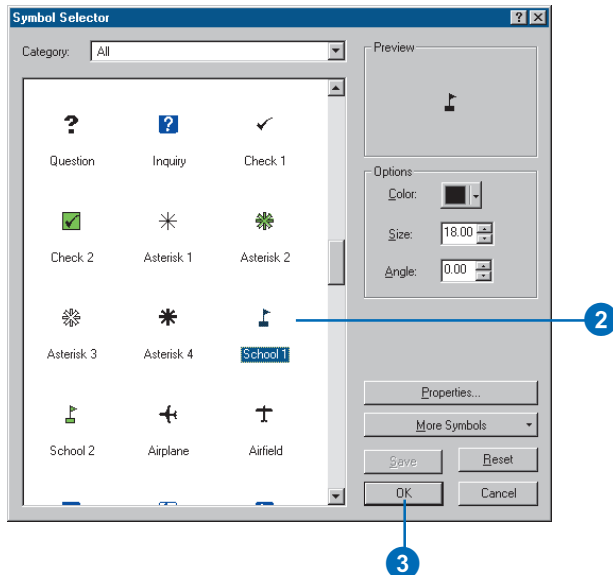 Symbol Selector
Category: All
Question Inquiry Check 1
Check 2 Asterisk 1 Asterisk 2
Asterisk 3 Asterisk 4 School 1
School 2 Airplane Airfield
Preview
Options
Color:
Size: 18.00
Angle: 0.00
Properties...
More Symbols
Save Reset
OK Cancel
2
3